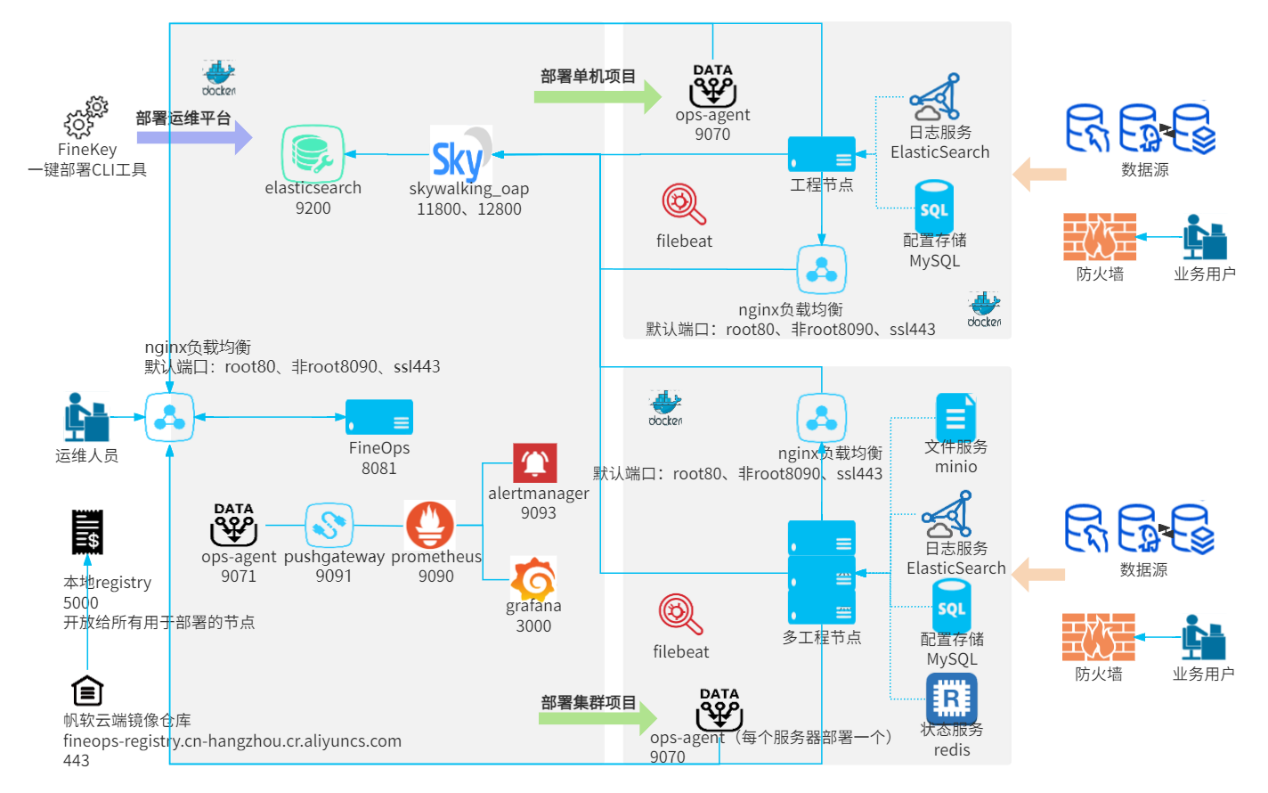 FineKey
一键部署CLI工具
部署运维平台
docker
elasticsearch
9200
Sky
skywalking_oap
11800、12800
部署单机项目
DATA
ops-agent
9070
filebeat
工程节点
日志服务
ElasticSearch
SQL
配置存储
MySQL
nginx负载均衡
默认端口：root80、非root8090、ssl443
docker
数据源
防火墙
业务用户
nginx负载均衡
默认端口：root80、非root8090、ssl443
运维人员
FineOps
8081
DATA
ops-agent
9071
pushgateway
9091
prometheus
9090
alertmanager
9093
grafana
3000
$
本地registry
5000
开放给所有用于部署的节点
帆软云端镜像仓库
fineops-registry.cn-hangzhou.cr.aliyuncs.com
443
docker
nginx负载均衡
默认端口：root80、非root8090、ssl443
多工程节点
filebeat
部署集群项目
DATA
ops-agent（每个服务器部署一个）
9070
文件服务
minio
日志服务
ElasticSearch
SQL
配置存储
MySQL
R
状态服务
redis
数据源
防火墙
业务用户